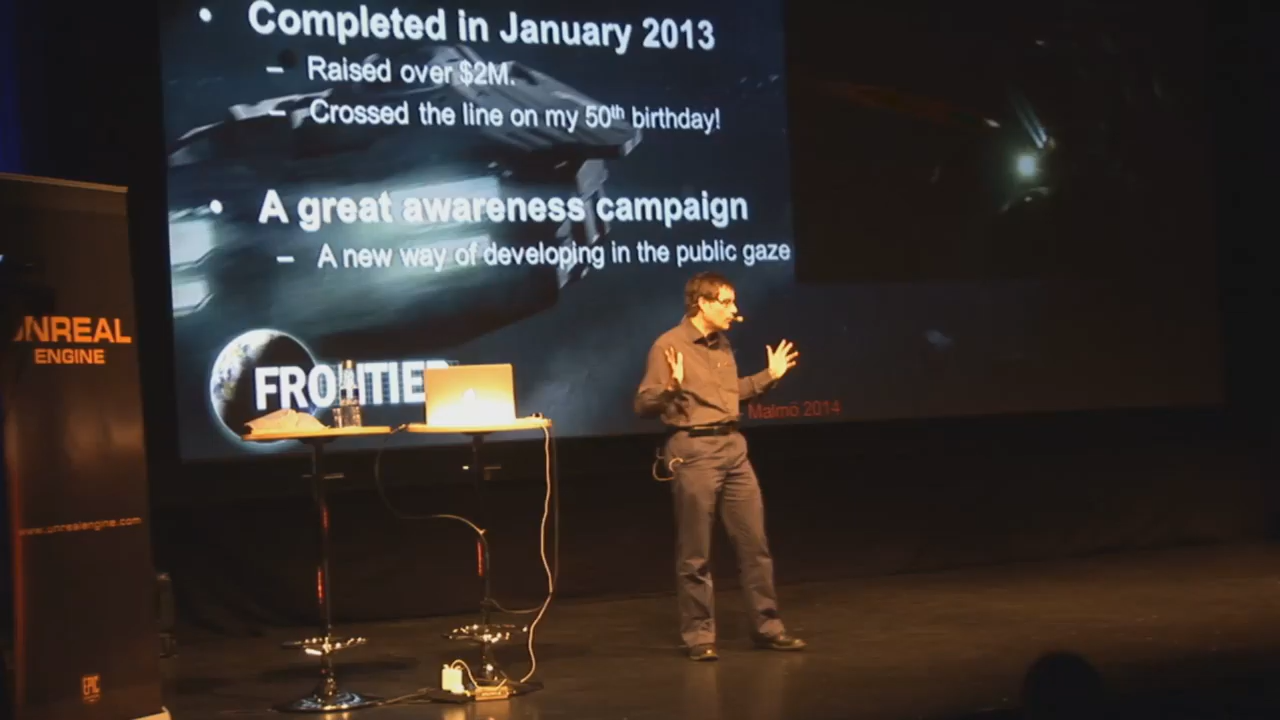 • Completed in January 2013
– Raised over $2M.
– Crossed the line on my 50th birthday!
• A great awareness campaign
– A new way of developing in the public gaze
FRONTIER
Malmö 2014
UNREAL
ENGINE
www.unrealengine.com
EPIC